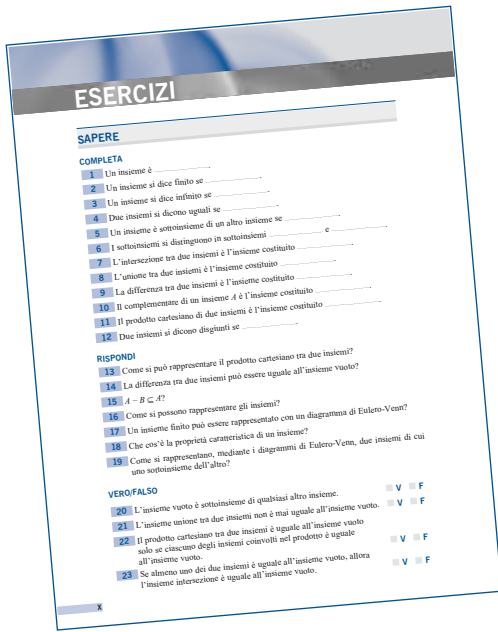 ESERCIZI
SAPERE
COMPLETA
1 Un insieme è ....................
2 Un insieme si dice finito se ....................
3 Un insieme si dice infinito se ....................
4 Due insiemi si dicono uguali se ....................
5 Un insieme è sottoinsieme di un altro insieme se ....................
6 I sottoinsiemi si distinguono in sottoinsiemi .................... e ....................
7 L'intersezione tra due insiemi è l'insieme costituito ....................
8 L'unione tra due insiemi è l'insieme costituito ....................
9 La differenza tra due insiemi è l'insieme costituito ....................
10 Il complementare di un insieme A è l'insieme costituito ....................
11 Il prodotto cartesiano di due insiemi è l'insieme costituito ....................
12 Due insiemi si dicono disgiunti se ....................
RISPONDI
13 Come si può rappresentare il prodotto cartesiano tra due insiemi?
14 La differenza tra due insiemi può essere uguale all'insieme vuoto?
15 A – B ⊆ A?
16 Come si possono rappresentare gli insiemi?
17 Un insieme finito può essere rappresentato con un diagramma di Eulero-Venn?
18 Che cos'è la proprietà caratteristica di un insieme?
19 Come si rappresentano, mediante i diagrammi di Eulero-Venn, due insiemi di cui
uno sottoinsieme dell'altro?
VERO/FALSO
20 L'insieme vuoto è sottoinsieme di qualsiasi altro insieme. V F
21 L'insieme unione tra due insiemi non è mai uguale all'insieme vuoto. V F
22 Il prodotto cartesiano tra due insiemi è uguale all'insieme vuoto
solo se ciascuno degli insiemi coinvolti nel prodotto è uguale
all'insieme vuoto. V F
23 Se almeno uno dei due insiemi è uguale all'insieme vuoto, allora
l'insieme intersezione è uguale all'insieme vuoto. V F
X